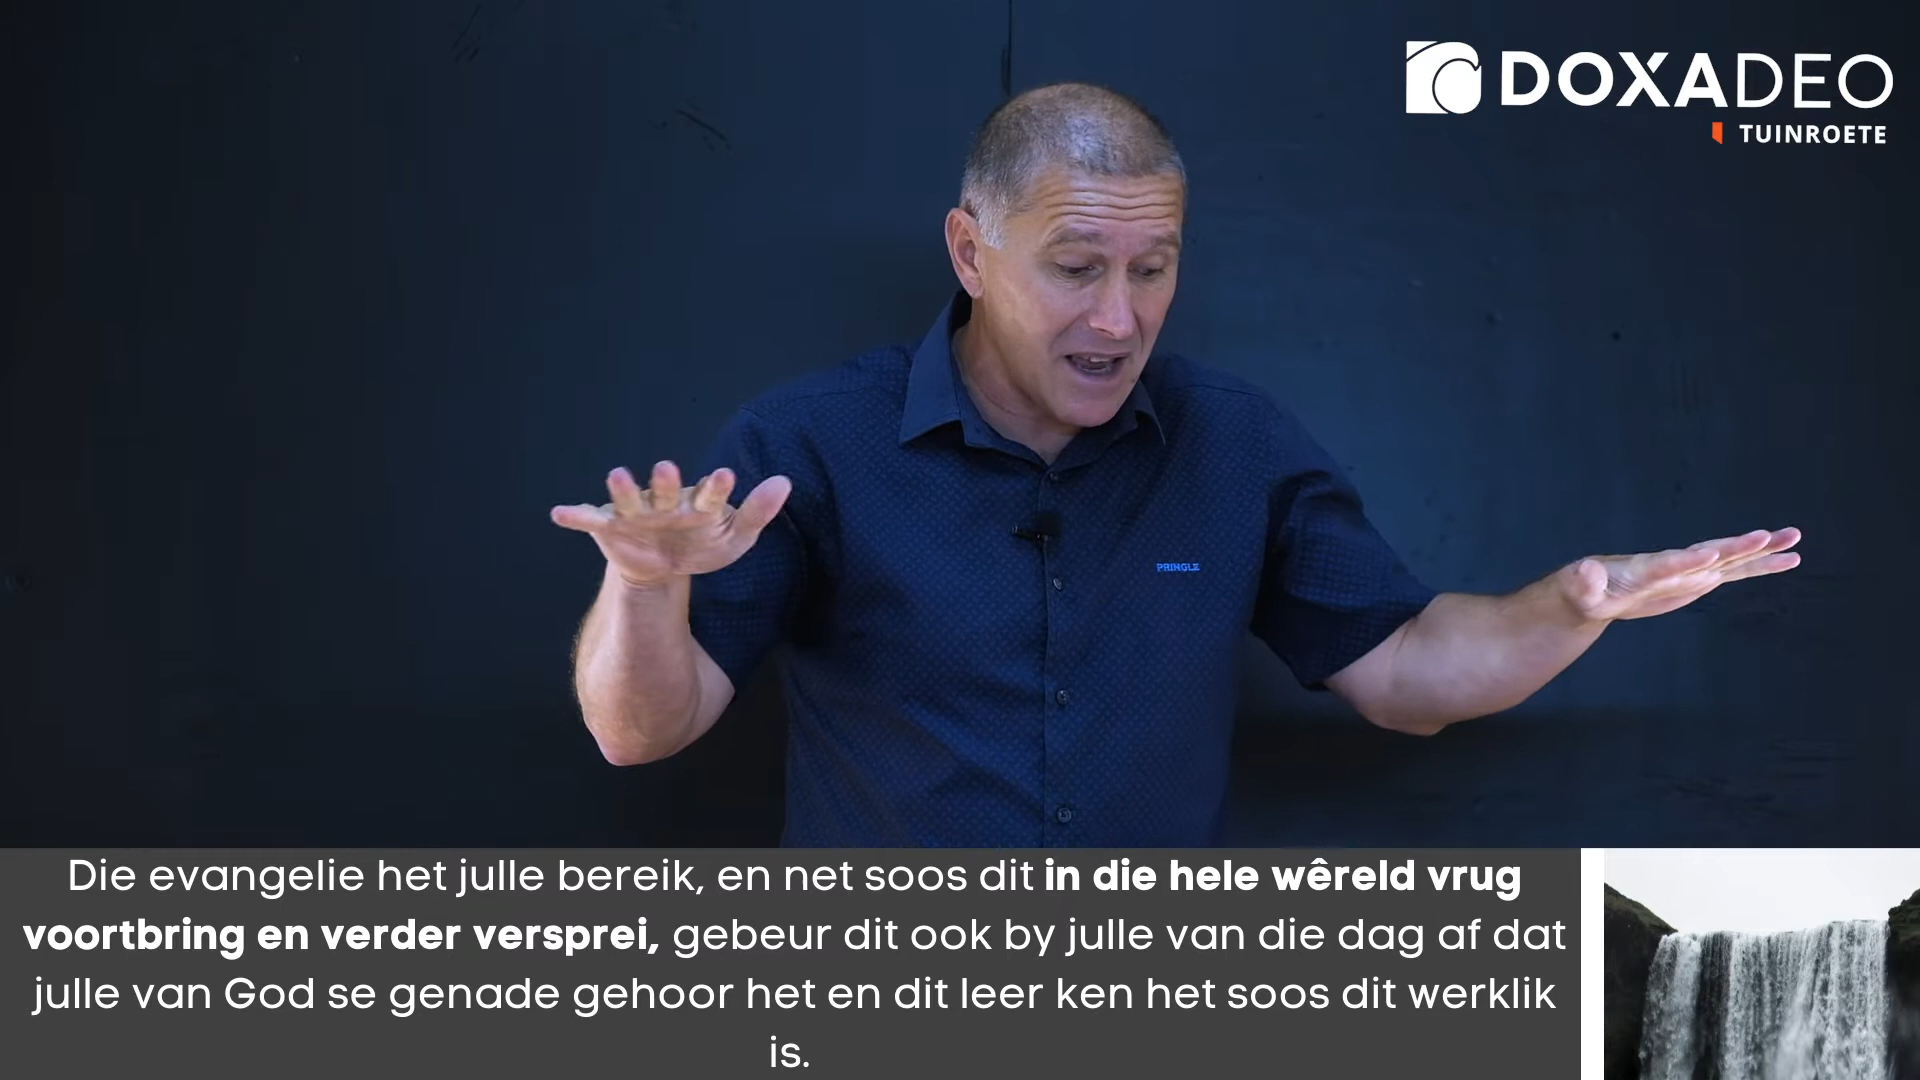 DOXADEO
TUINROETE
PRINGLE
Die evangelie het julle bereik, en net soos dit in die hele wêreld vrug
voortbring en verder versprei, gebeur dit ook by julle van die dag af dat
julle van God se genade gehoor het en dit leer ken het soos dit werklik
is.